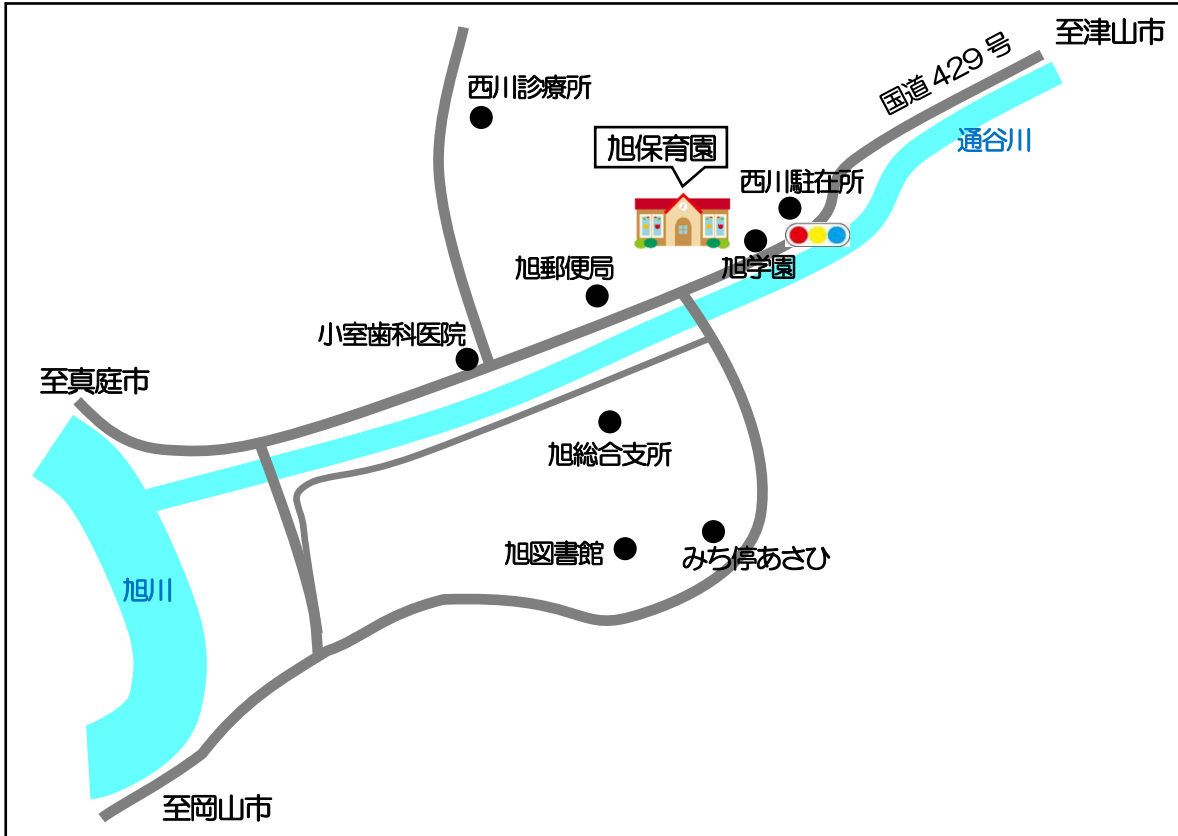 至津山市
国道429号
西川診療所
通谷川
旭保育園
西川駐在所
旭郵便局
旭学園
小室歯科医院
至真庭市
旭総合支所
旭図書館
みち停あさひ
旭川
至岡山市